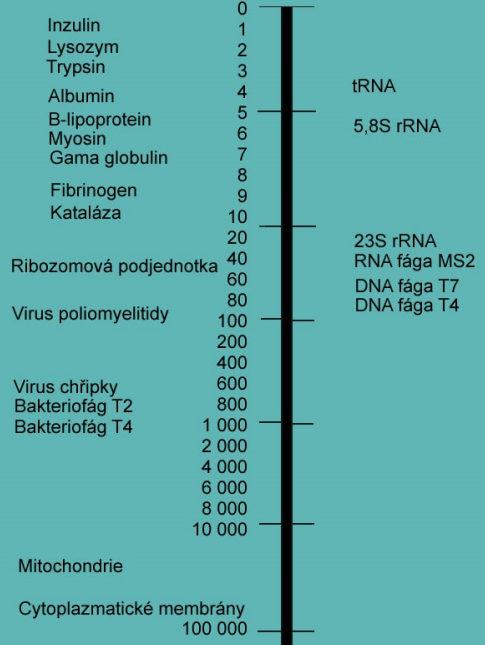 0
Inzulin
1
Lysozym
2
Trypsin
3
Albumin
4
tRNA
5
B-lipoprotein
5,8S rRNA
Myosin
6
Gama globulin
7
8
Fibrinogen
9
Kataláza
10
20
23S rRNA
Ribozomová podjednotka
40
RNA fága MS2
60
DNA fága T7
80
DNA fága T4
Virus poliomyelitidy
100
200
400
Virus chřipky
600
Bakteriofág T2
800
Bakteriofág T4
1 000
2 000
4 000
6 000
8 000
10 000
Mitochondrie
Cytoplazmatické membrány
100 000